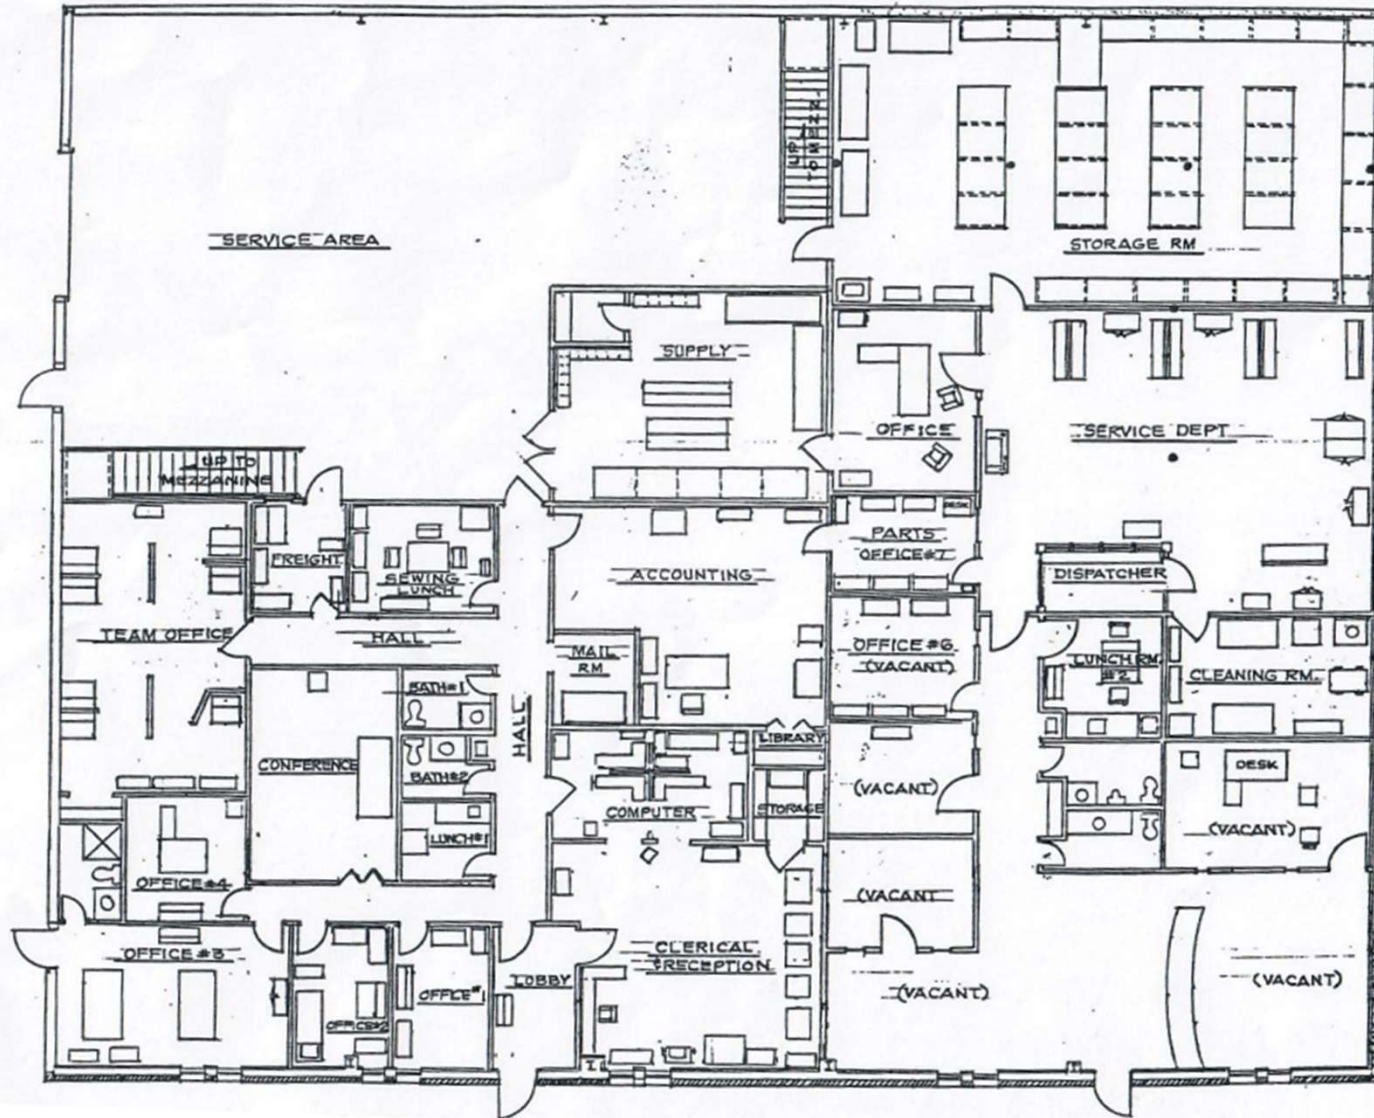 UP
TO MEZZ.
SERVICE AREA
STORAGE RM
SUPPLY
OFFICE
SERVICE DEPT
UP TO
MEZZANINE
FREIGHT
SEWING
LUNCH
ACCOUNTING
PARTS
OFFICE #7
DISPATCHER
TEAM OFFICE
HALL
MAIL
RM
OFFICE #6
(VACANT)
LUNCH RM.
#2
CLEANING RM.
BATH #1
HALL
LIBRARY
CONFERENCE
BATH #2
COMPUTER
STORAGE
(VACANT)
DESK
(VACANT)
LUNCH #1
OFFICE #4
(VACANT
OFFICE #3
CLERICAL
RECEPTION
LOBBY
OFFCE #1
OFFICE #2
(VACANT)
(VACANT)